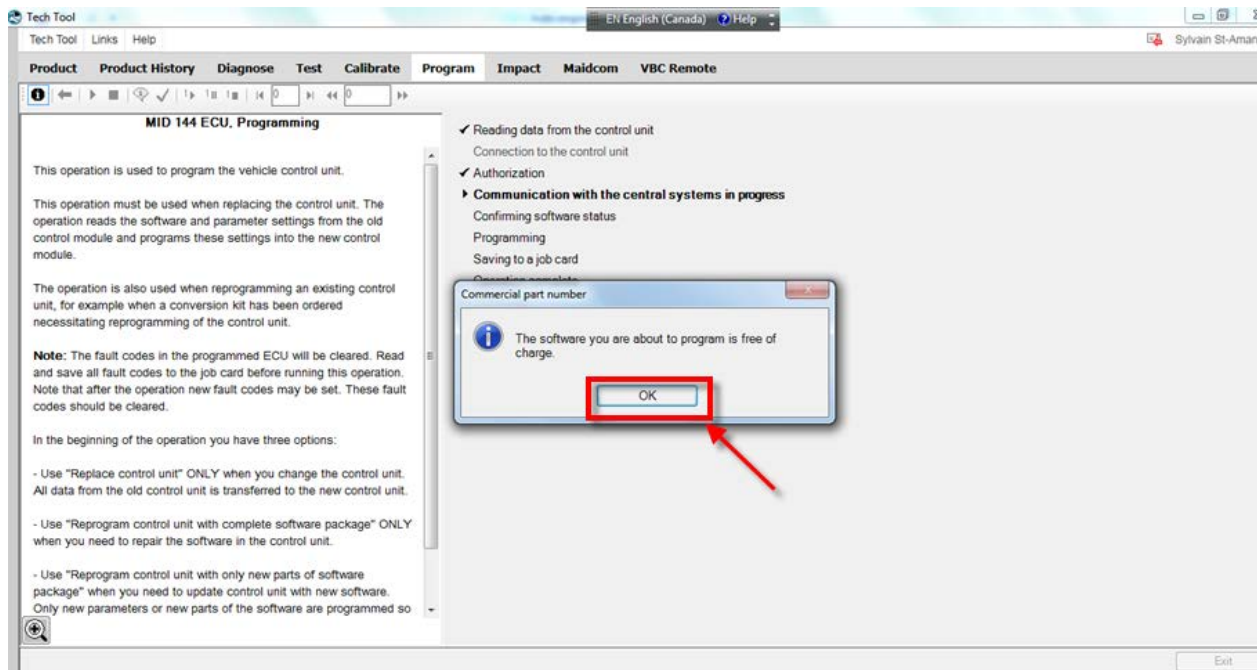 Tech Tool
EN English (Canada) Help
Tech Tool Links Help
Sylvain St-Aman
Product Product History Diagnose Test Calibrate Program Impact Maidcom VBC Remote
0 0
MID 144 ECU, Programming
This operation is used to program the vehicle control unit.
This operation must be used when replacing the control unit. The
operation reads the software and parameter settings from the old
control module and programs these settings into the new control
module.
The operation is also used when reprogramming an existing control
unit, for example when a conversion kit has been ordered
necessitating reprogramming of the control unit.
Note: The fault codes in the programmed ECU will be cleared. Read
and save all fault codes to the job card before running this operation.
Note that after the operation new fault codes may be set. These fault
codes should be cleared.
In the beginning of the operation you have three options:
- Use "Replace control unit" ONLY when you change the control unit.
All data from the old control unit is transferred to the new control unit.
- Use "Reprogram control unit with complete software package" ONLY
when you need to repair the software in the control unit.
- Use "Reprogram control unit with only new parts of software
package" when you need to update control unit with new software.
Only new parameters or new parts of the software are programmed so
Reading data from the control unit
Connection to the control unit
Authorization
Communication with the central systems in progress
Confirming software status
Programming
Saving to a job card
Operation complete
Commercial part number
The software you are about to program is free of
charge.
OK
Exit